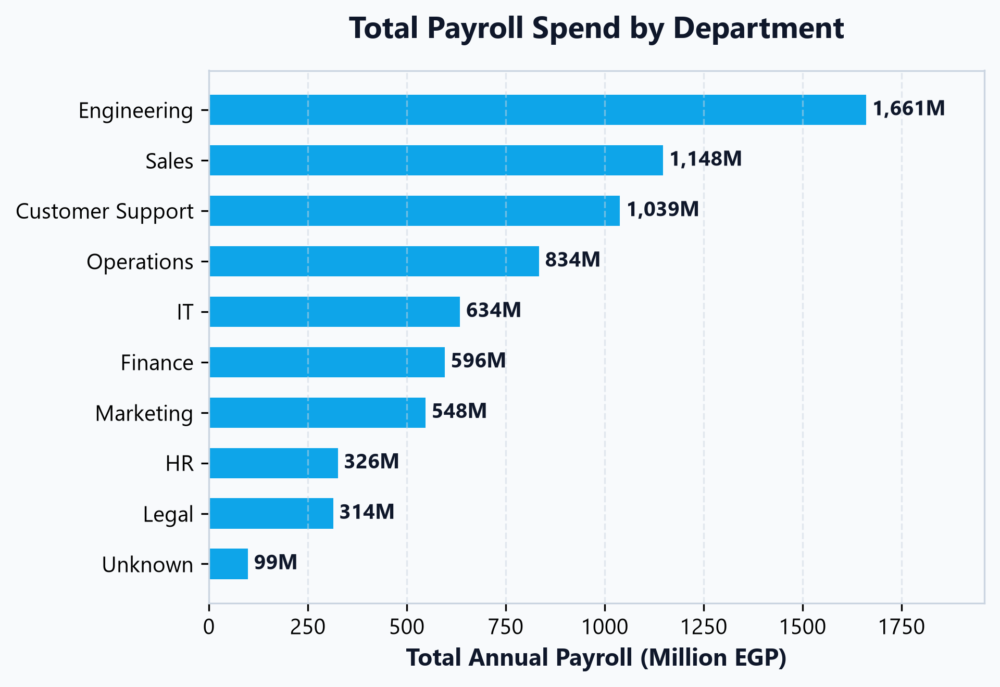 Total Payroll Spend by Department
Engineering 1,661M
Sales 1,148M
Customer Support 1,039M
Operations 834M
IT 634M
Finance 596M
Marketing 548M
HR 326M
Legal 314M
Unknown 99M
0 250 500 750 1000 1250 1500 1750
Total Annual Payroll (Million EGP)